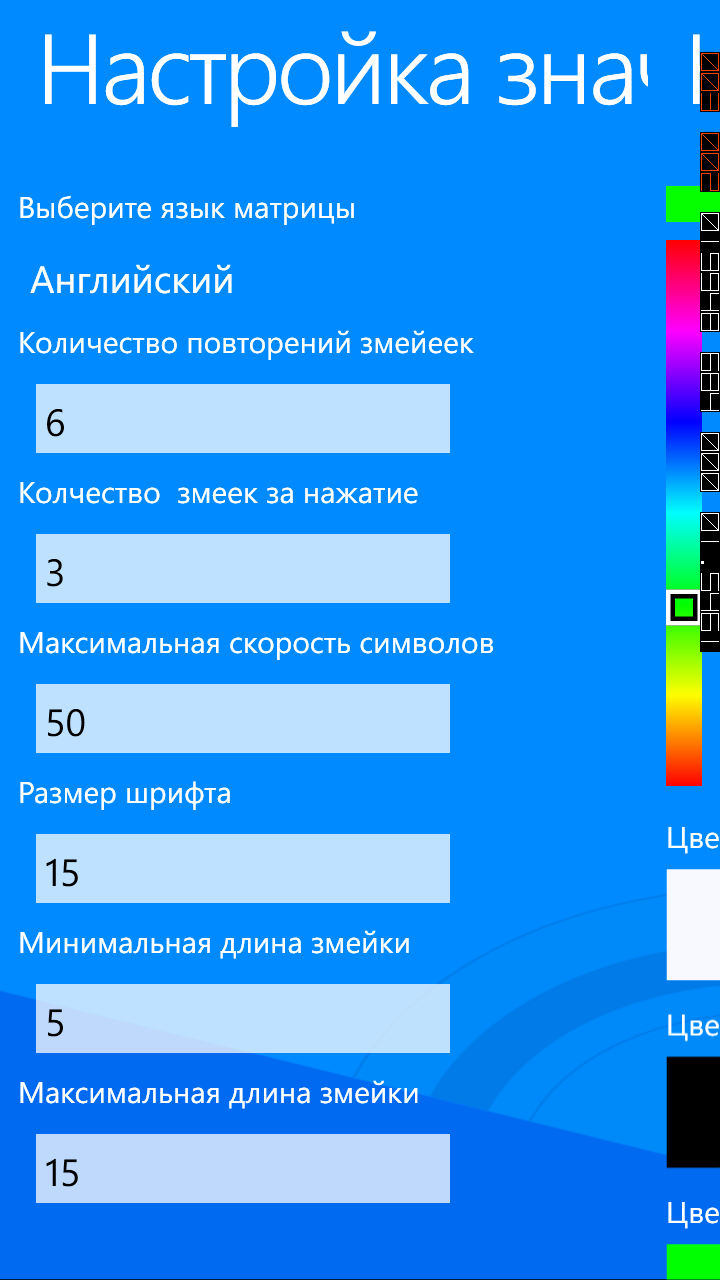 Настройка знач
Выберите язык матрицы
Английский
Количество повторений змейеек
6
Колчество  змеек за нажатие
3
Максимальная скорость символов
50
Размер шрифта
15
Минимальная длина змейки
5
Максимальная длина змейки
15
Цве
Цве
Цве